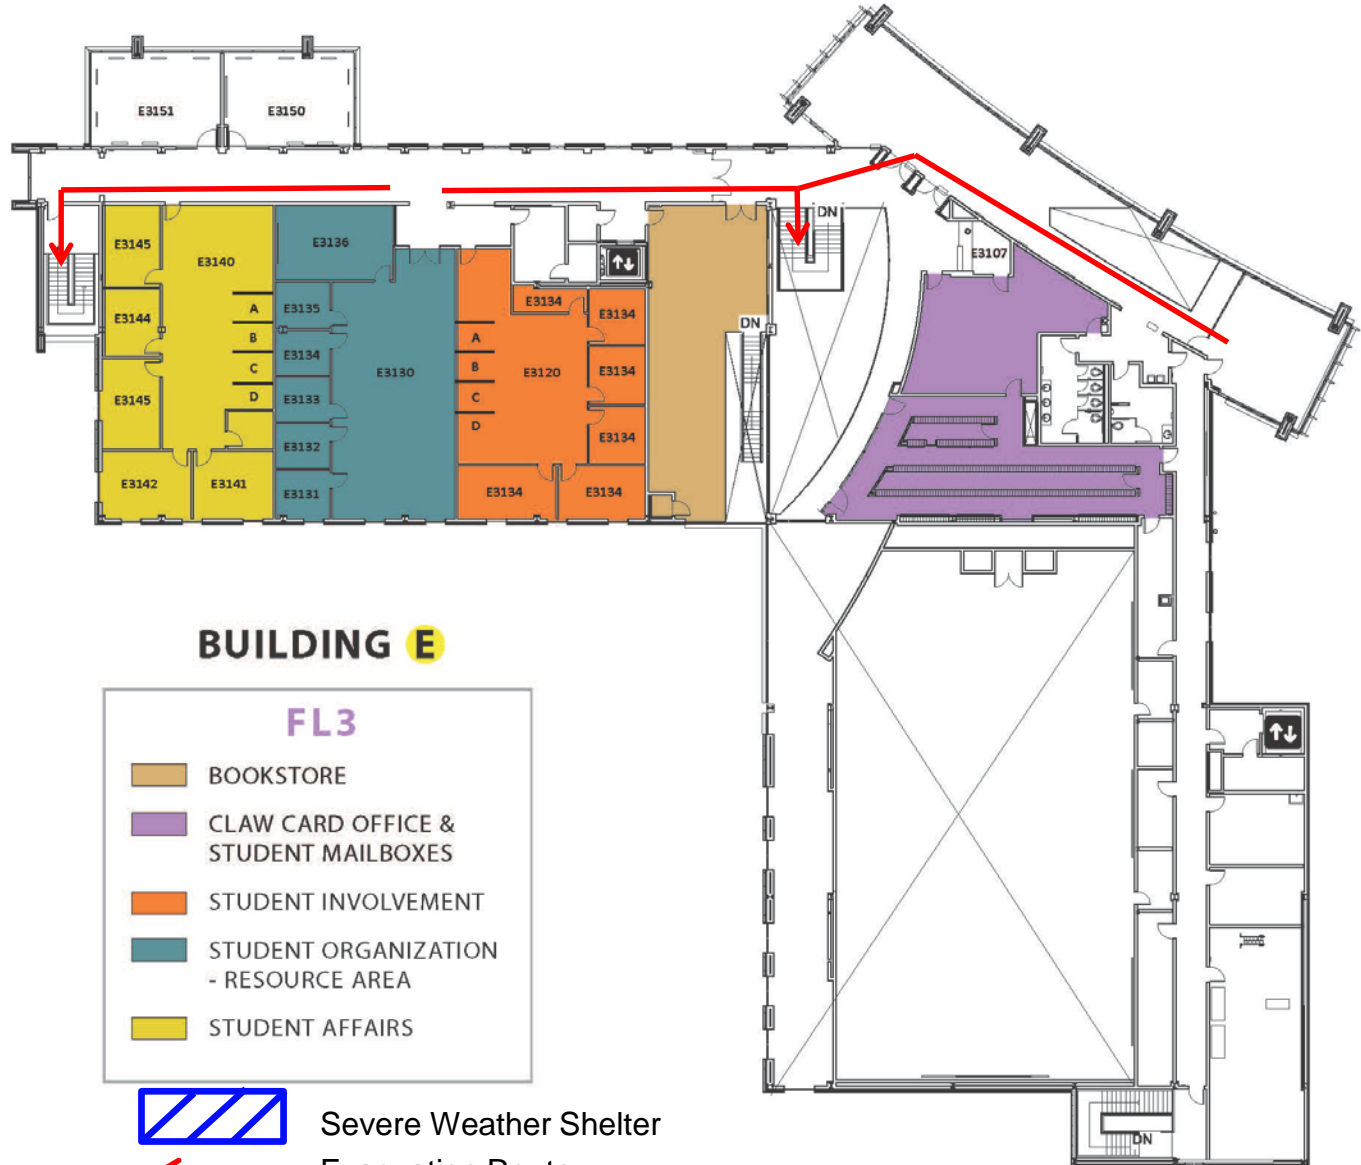 E3151
E3150
DN
E3145
E3140
E3136
E3107
E3144
A
B
C
D
E3135
E3134
E3133
E3132
E3131
E3130
E3134
E3134
A
B
C
D
E3120
E3134
E3134
E3134
E3134
DN
E3145
E3142
E3141
BUILDING E
FL3
BOOKSTORE
CLAW CARD OFFICE &
STUDENT MAILBOXES
STUDENT INVOLVEMENT
STUDENT ORGANIZATION
- RESOURCE AREA
STUDENT AFFAIRS
Severe Weather Shelter
Evacuation Route
DN